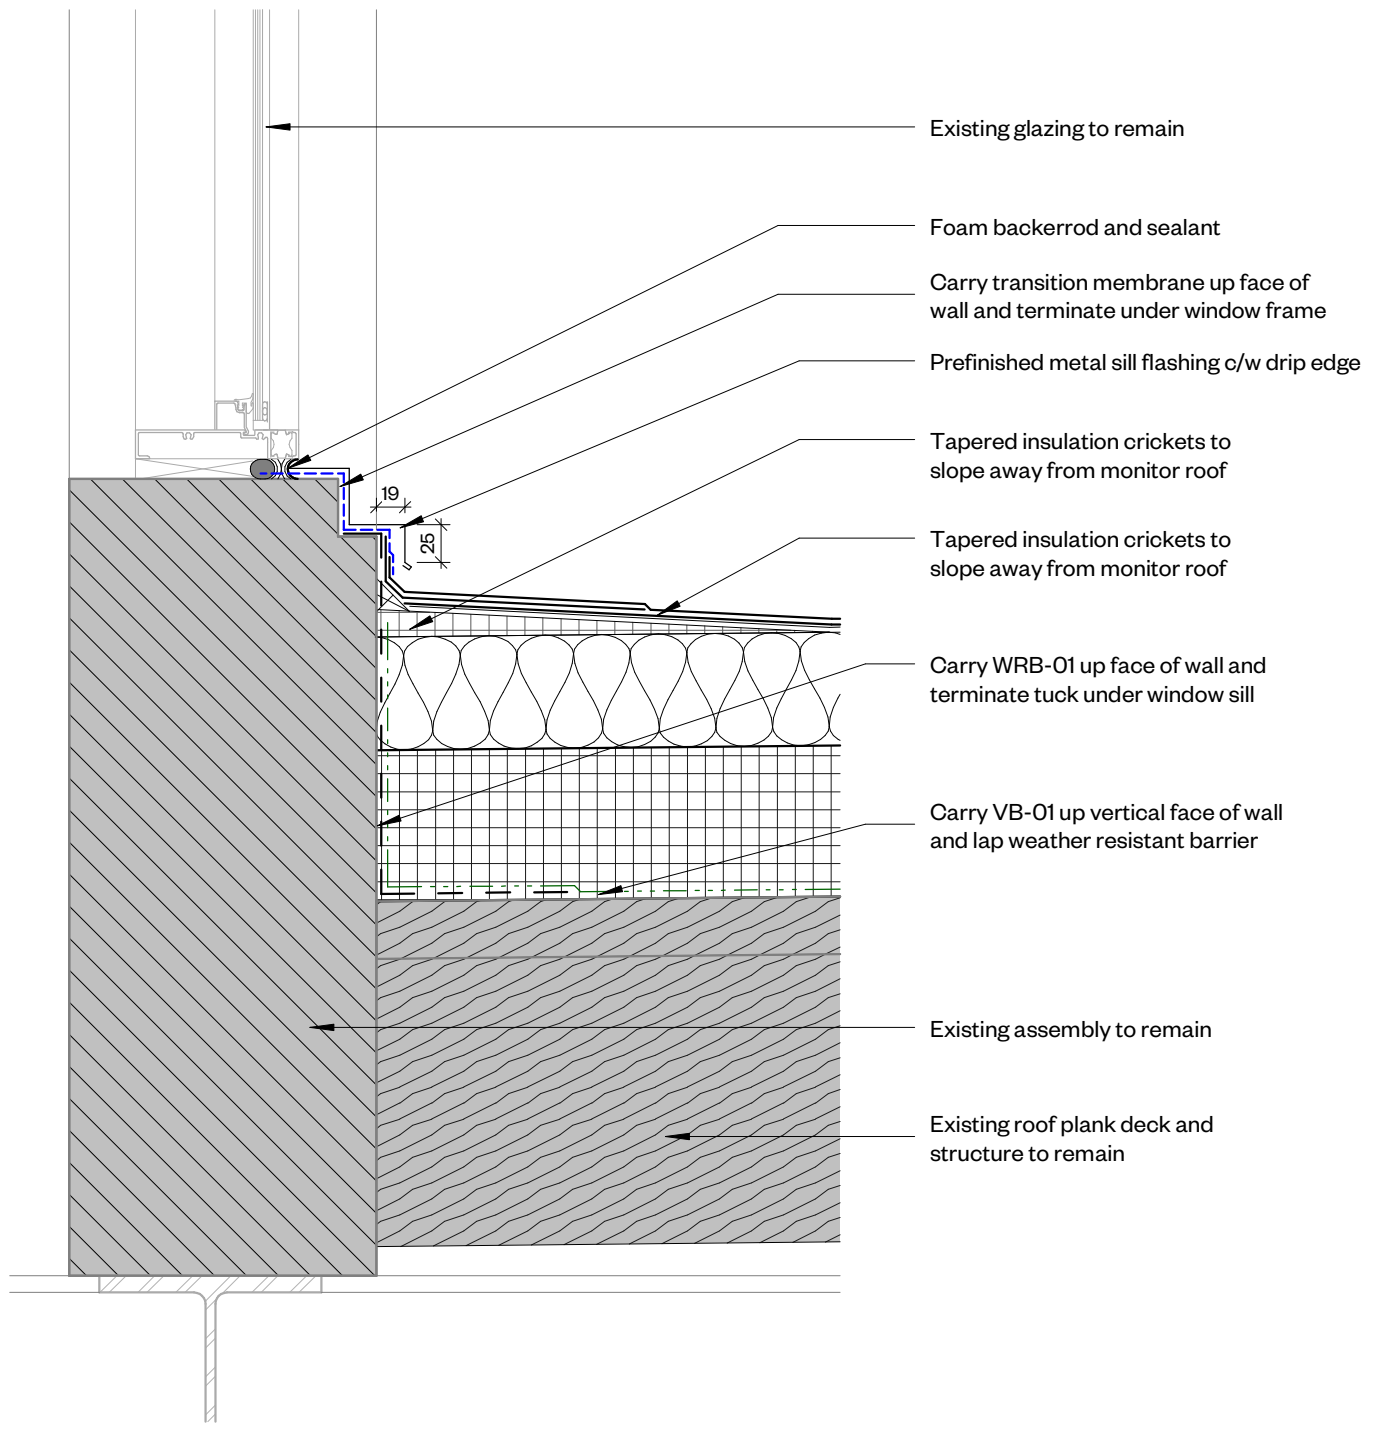 Existing glazing to remain
Foam backerrod and sealant
Carry transition membrane up face of
wall and terminate under window frame
Prefinished metal sill flashing c/w drip edge
Tapered insulation crickets to
slope away from monitor roof
19
25
Tapered insulation crickets to
slope away from monitor roof
Carry WRB-01 up face of wall and
terminate tuck under window sill
Carry VB-01 up vertical face of wall
and lap weather resistant barrier
Existing assembly to remain
Existing roof plank deck and
structure to remain